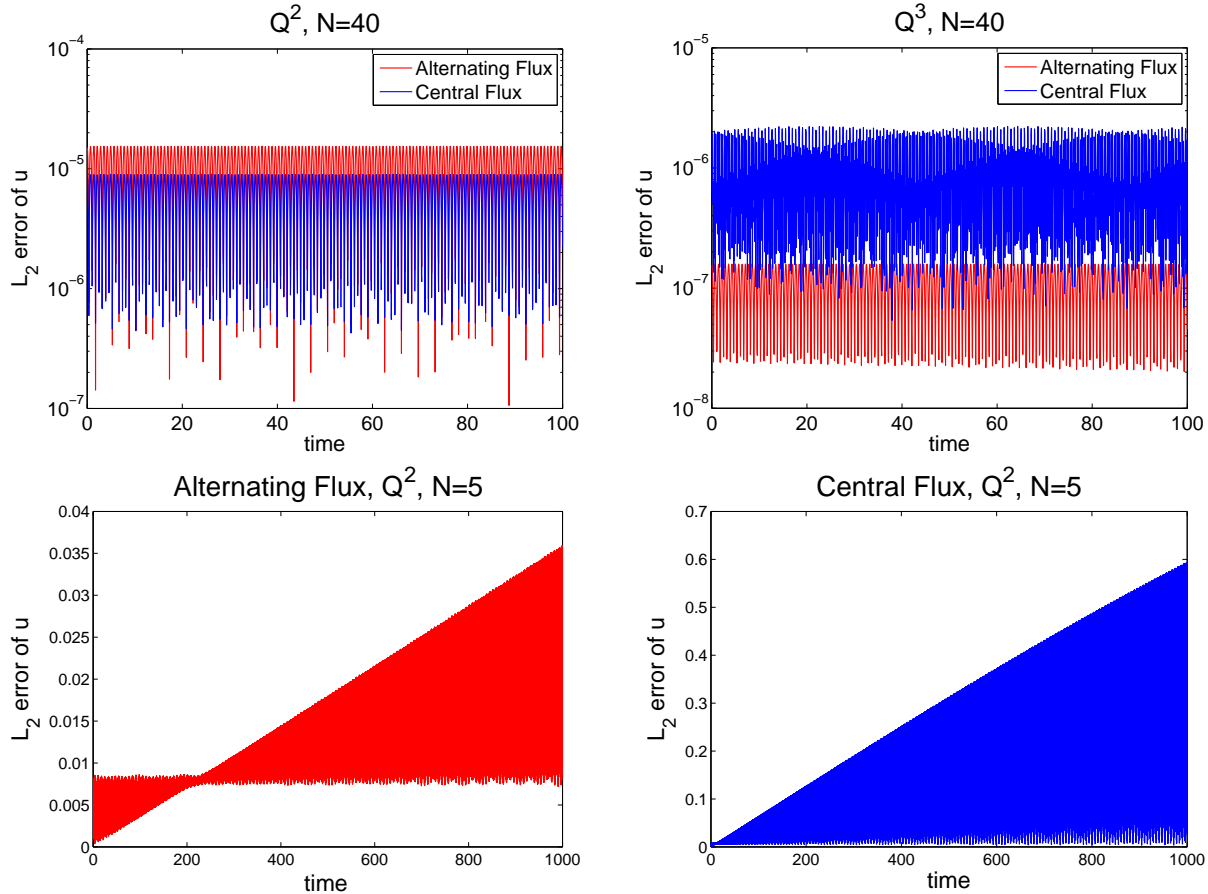 Q², N=40
10⁻⁴
10⁻⁵
10⁻⁶
10⁻⁷
L₂ error of u
Alternating Flux
Central Flux
0 20 40 60 80 100
time
Q³, N=40
10⁻⁵
10⁻⁶
10⁻⁷
10⁻⁸
L₂ error of u
Alternating Flux
Central Flux
0 20 40 60 80 100
time
Alternating Flux, Q², N=5
0.04
0.035
0.03
0.025
0.02
0.015
0.01
0.005
0
L₂ error of u
0 200 400 600 800 1000
time
Central Flux, Q², N=5
0.7
0.6
0.5
0.4
0.3
0.2
0.1
0
L₂ error of u
0 200 400 600 800 1000
time